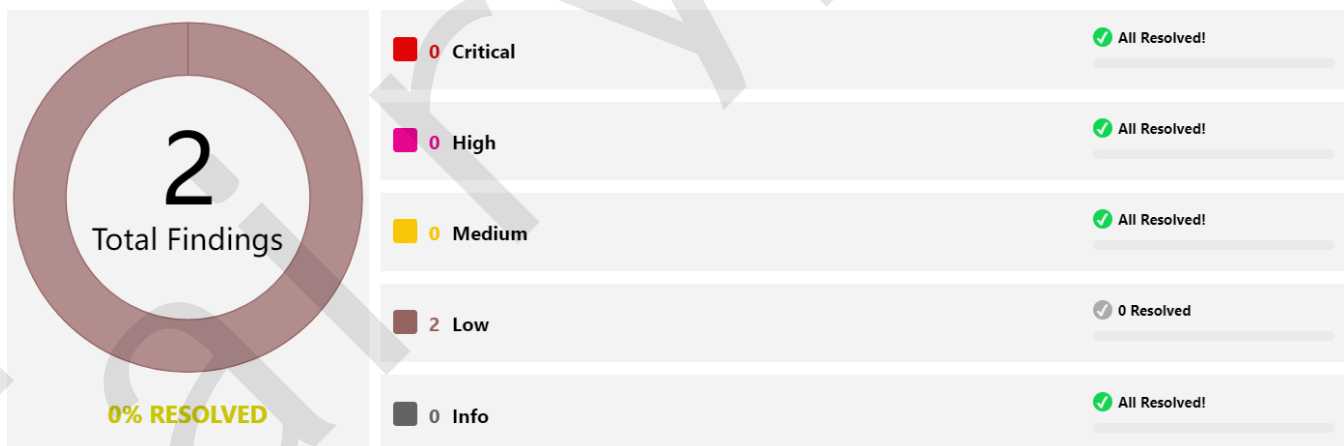 2
Total Findings
0% RESOLVED
0 Critical
All Resolved!
0 High
All Resolved!
0 Medium
All Resolved!
2 Low
0 Resolved
0 Info
All Resolved!